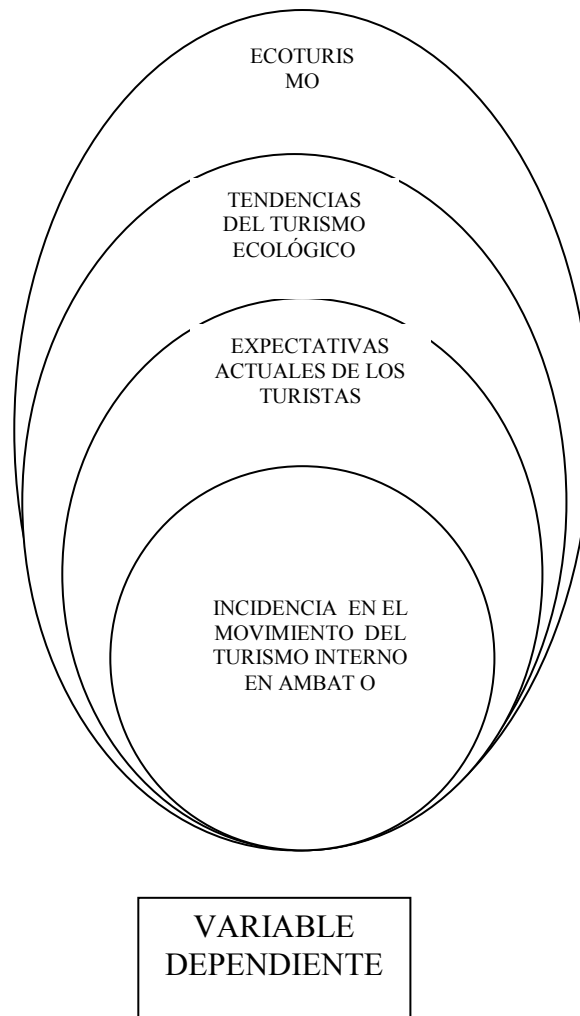 ECOTURIS
MO
TENDENCIAS
DEL TURISMO
ECOLÓGICO
EXPECTATIVAS
ACTUALES DE LOS
TURISTAS
INCIDENCIA EN EL
MOVIMIENTO DEL
TURISMO INTERNO
EN AMBAT O
VARIABLE
DEPENDIENTE